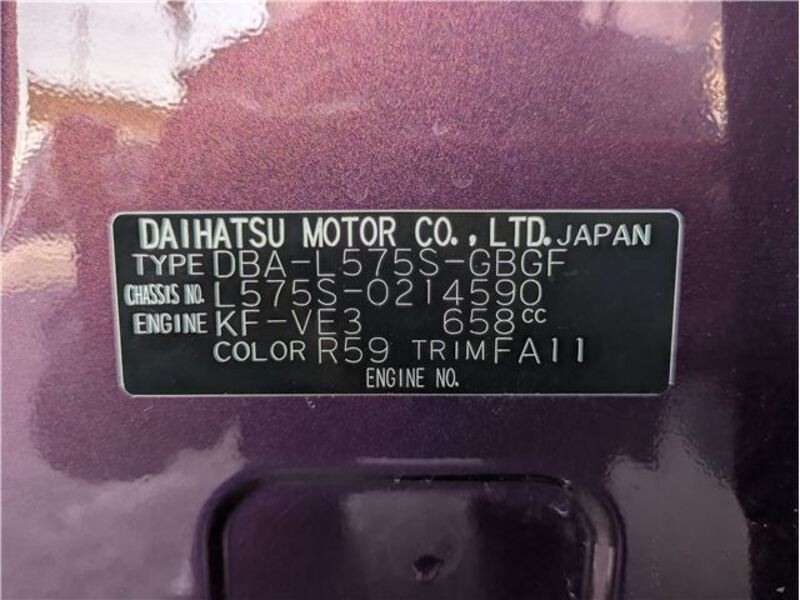 DAIHATSU MOTOR CO., LTD. JAPAN
TYPE DBA-L575S-GBGF
CHASSIS NO. L575S-0214590
ENGINE KF-VE3 658cc
COLOR R59 TRIM FA11
ENGINE NO.